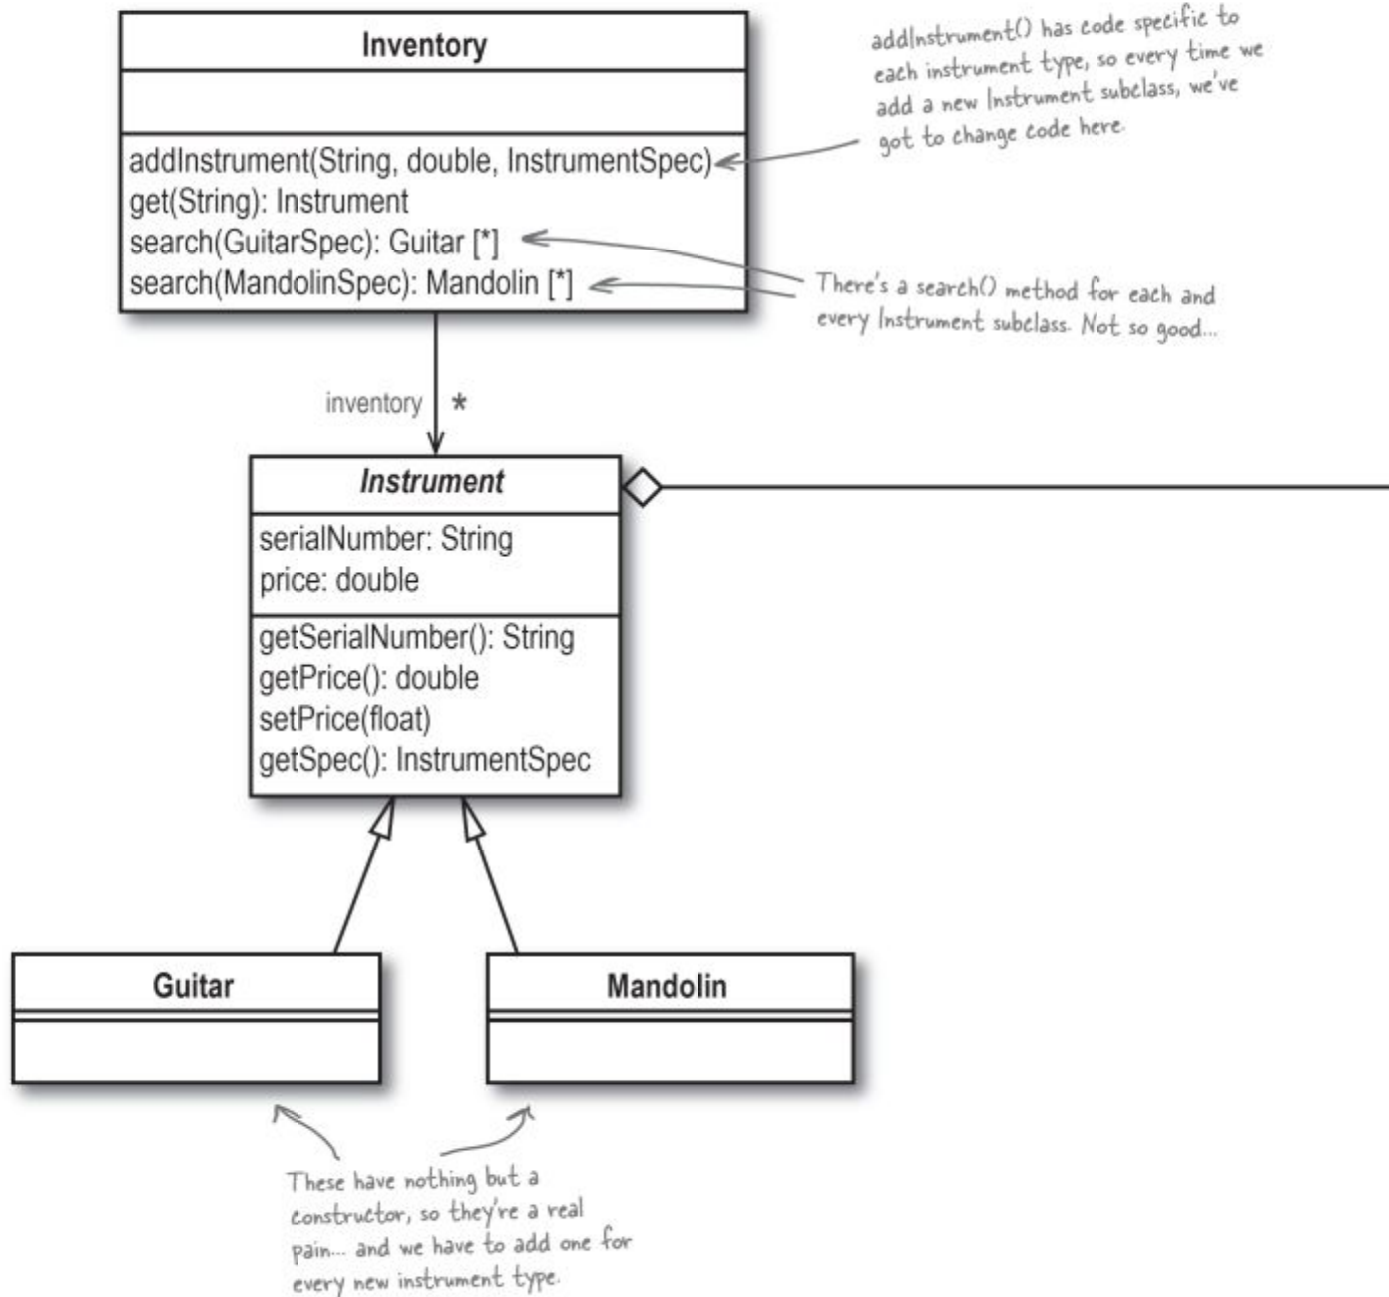 Inventory
addInstrument(String, double, InstrumentSpec)
get(String): Instrument
search(GuitarSpec): Guitar [*]
search(MandolinSpec): Mandolin [*]
addInstrument() has code specific to
each instrument type, so every time we
add a new Instrument subclass, we've
got to change code here.
There's a search() method for each and
every Instrument subclass. Not so good...
inventory *
Instrument
serialNumber: String
price: double
getSerialNumber(): String
getPrice(): double
setPrice(float)
getSpec(): InstrumentSpec
Guitar
Mandolin
These have nothing but a
constructor, so they're a real
pain... and we have to add one for
every new instrument type.